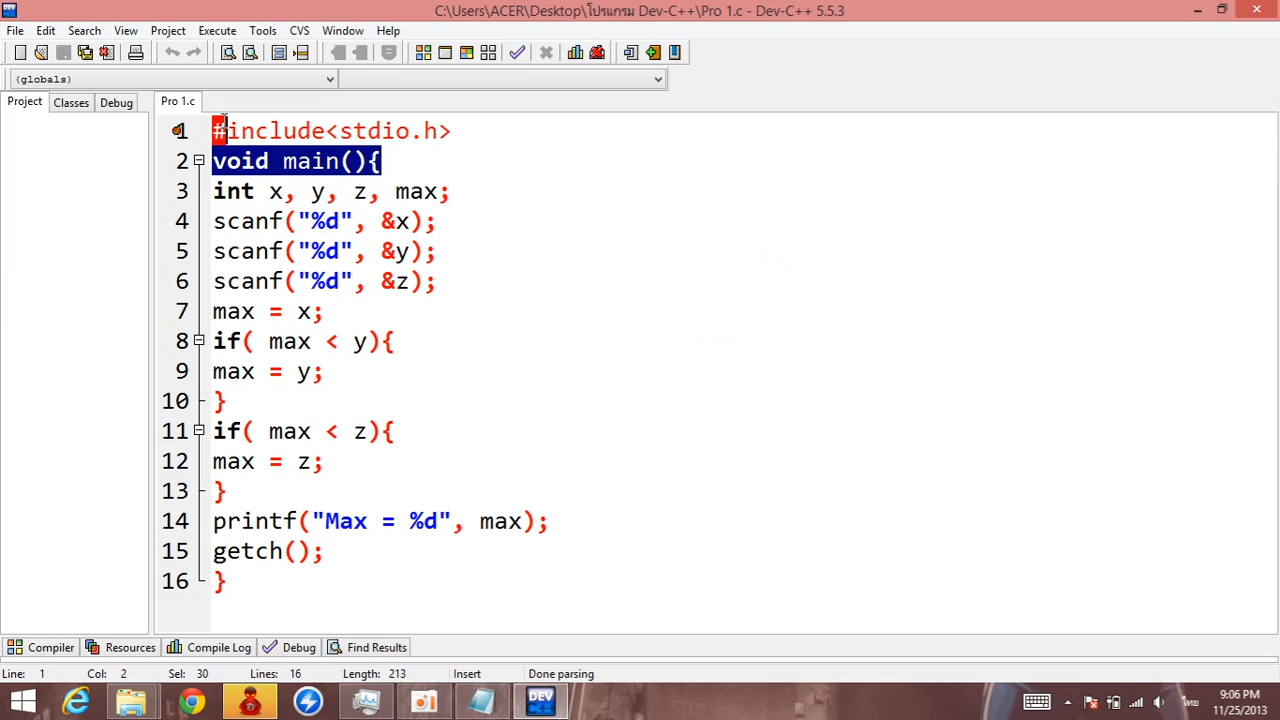 C:\Users\ACER\Desktop\โปรแกรม Dev-C++\Pro 1.c - Dev-C++ 5.5.3
File Edit Search View Project Execute Tools CVS Window Help
(globals)
Project Classes Debug Pro 1.c
1 #include<stdio.h>
2 void main(){
3 int x, y, z, max;
4 scanf("%d", &x);
5 scanf("%d", &y);
6 scanf("%d", &z);
7 max = x;
8 if( max < y){
9 max = y;
10 }
11 if( max < z){
12 max = z;
13 }
14 printf("Max = %d", max);
15 getch();
16 }
Compiler Resources Compile Log Debug Find Results
Line: 1 Col: 2 Sel: 30 Lines: 16 Length: 213 Insert Done parsing
DEV
ไทย
9:06 PM
11/25/2013